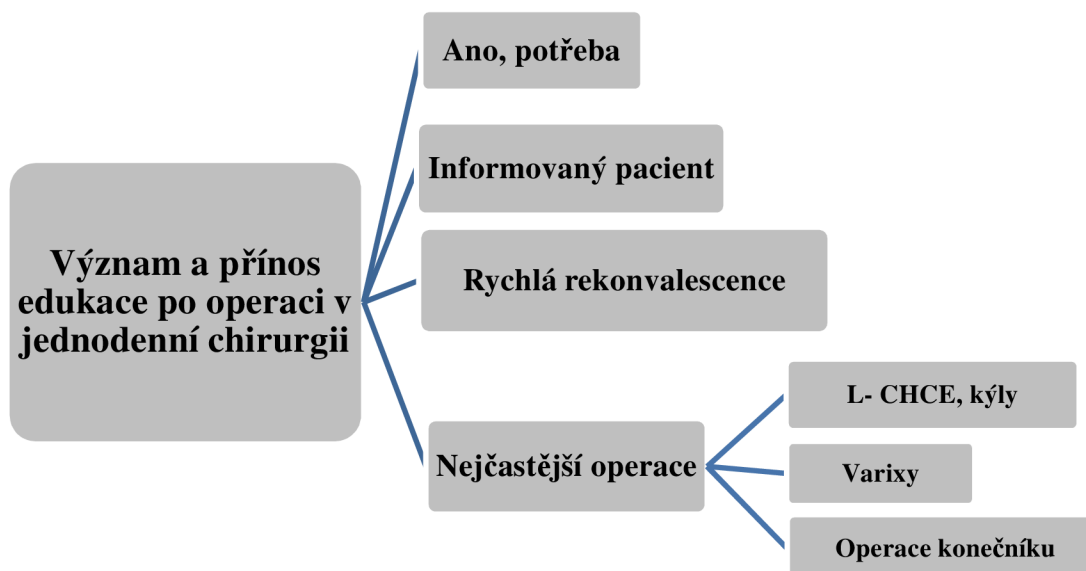 Ano, potřeba
Informovaný pacient
Význam a přínos
edukace po operaci v
jednodenní chirurgii
Rychlá rekonvalescence
Nejčastější operace
L- CHCE, kýly
Varixy
Operace konečníku